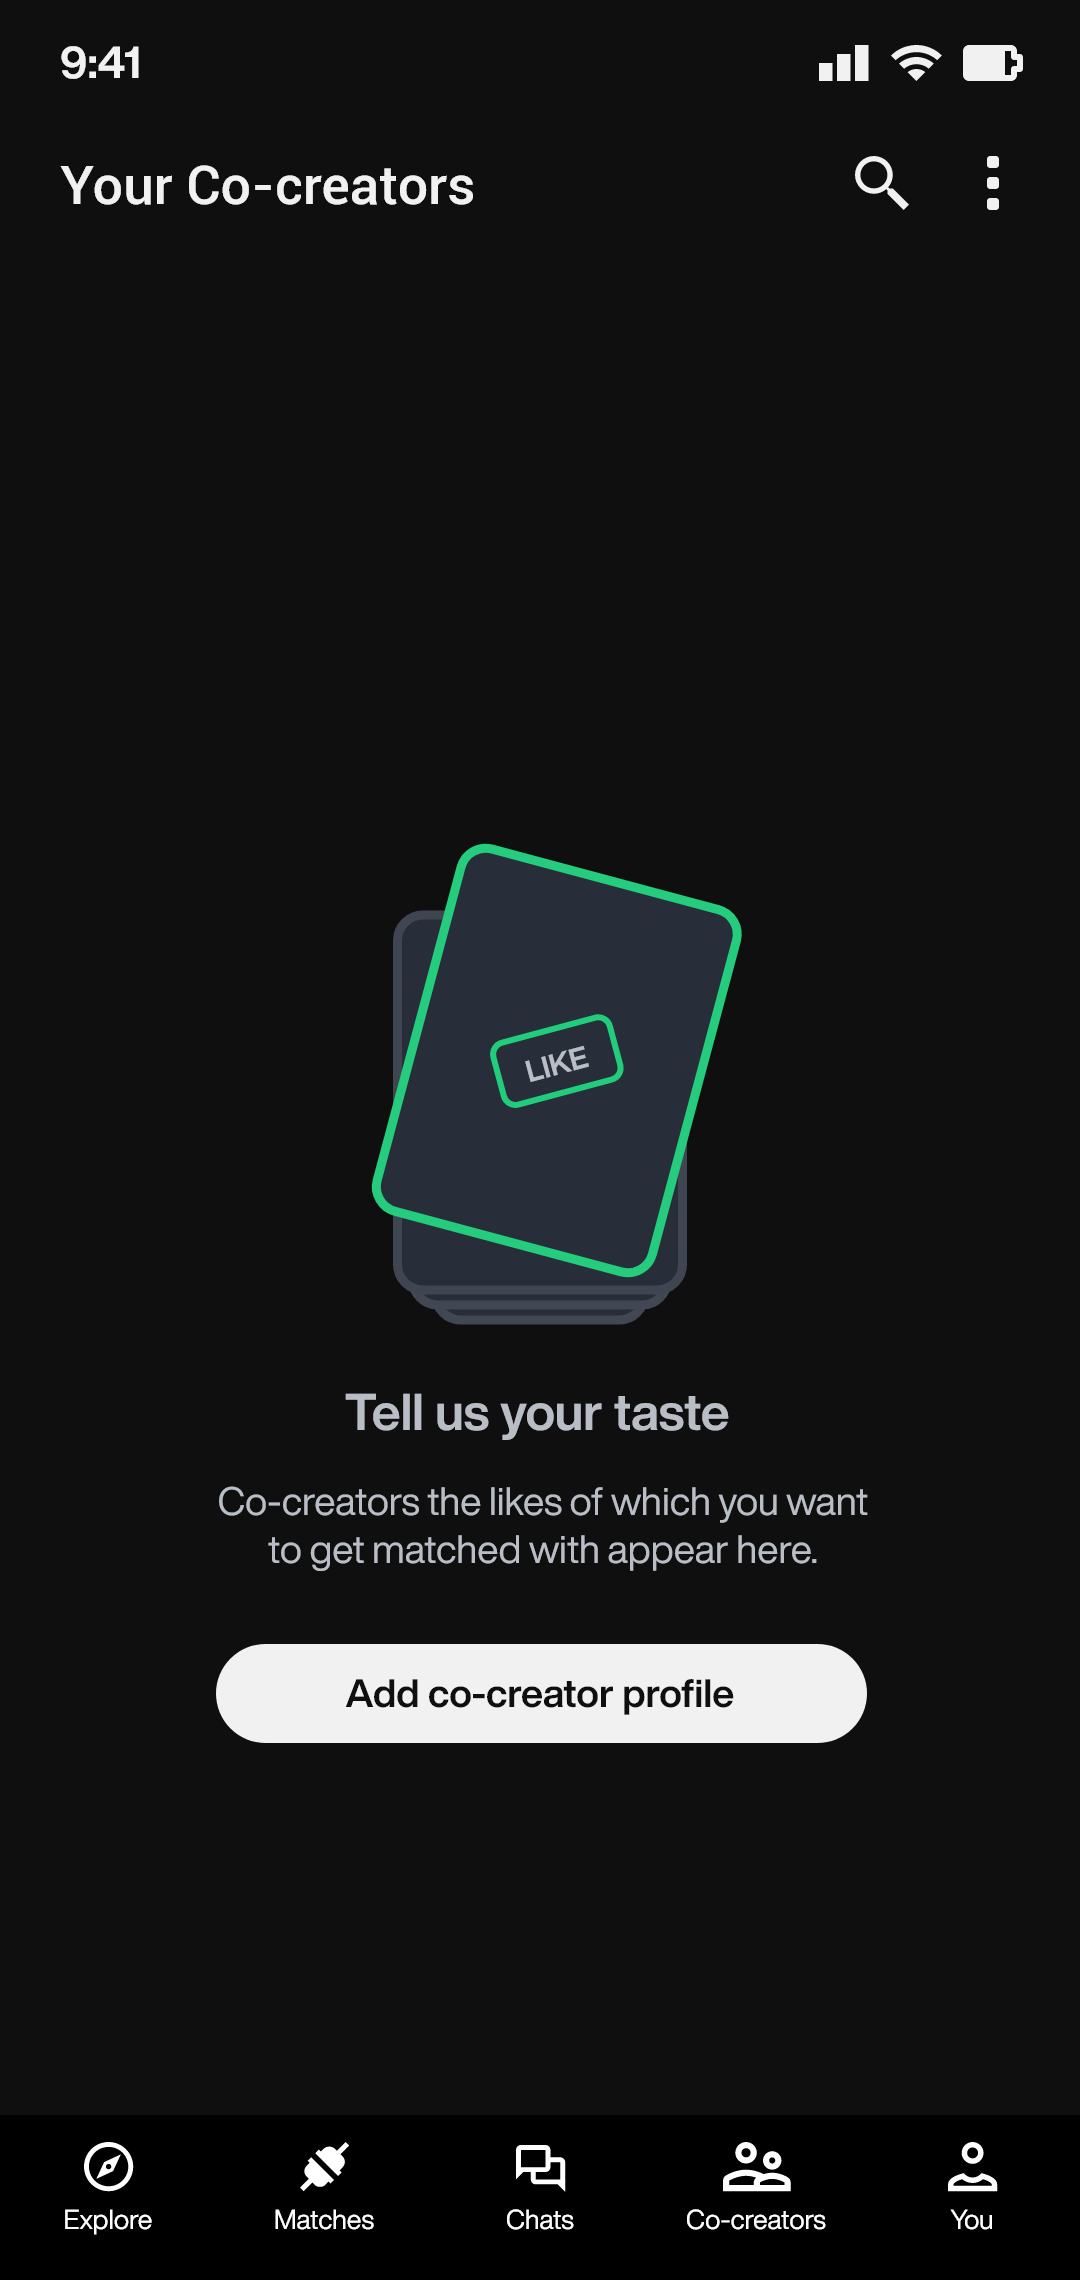 9:41
Your Co-creators
LIKE
Tell us your taste
Co-creators the likes of which you want
to get matched with appear here.
Add co-creator profile
Explore
Matches
Chats
Co-creators
You